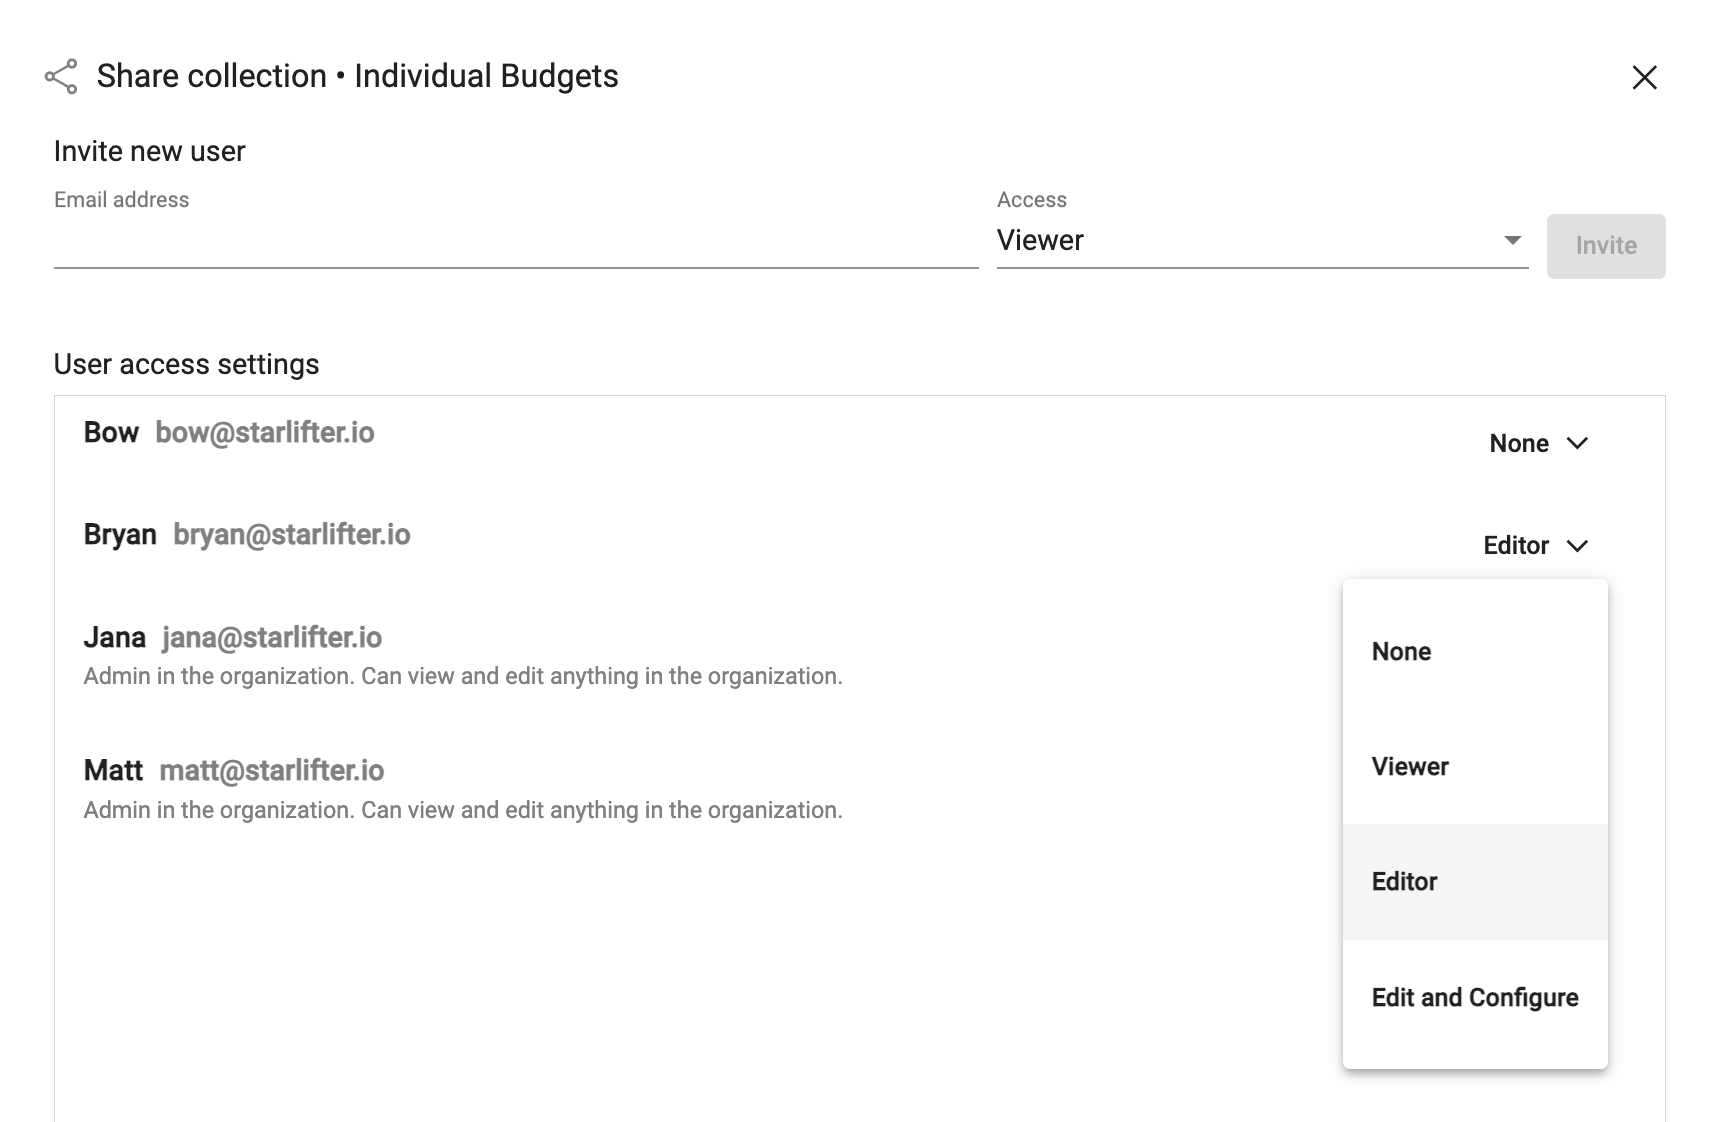 Share collection • Individual Budgets
Invite new user
Email address
Access
Viewer
Invite
User access settings
Bow bow@starlifter.io
None
Bryan bryan@starlifter.io
Editor
Jana jana@starlifter.io
Admin in the organization. Can view and edit anything in the organization.
Matt matt@starlifter.io
Admin in the organization. Can view and edit anything in the organization.
None
Viewer
Editor
Edit and Configure